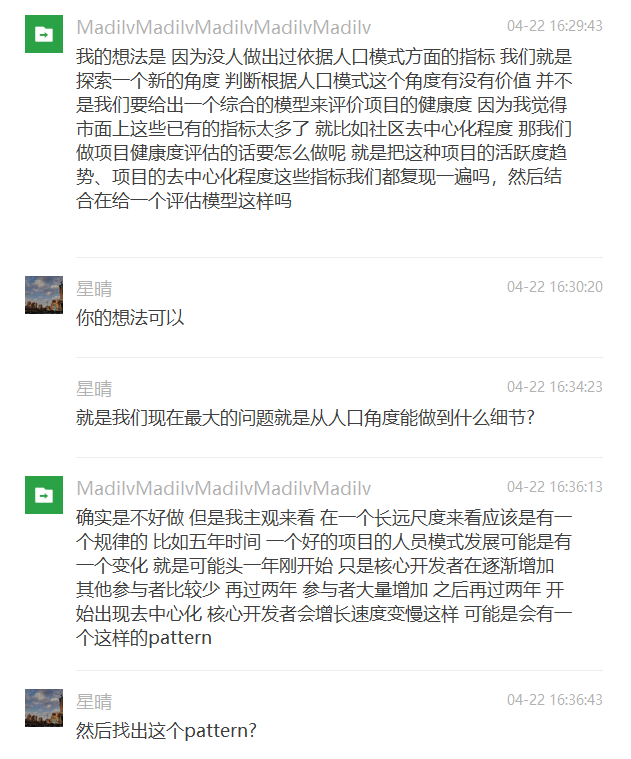 MadilvMadilvMadilvMadilvMadilv
04-22 16:29:43
我的想法是 因为没人做出过依据人口模式方面的指标 我们就是
探索一个新的角度 判断根据人口模式这个角度有没有价值 并不
是我们要给出一个综合的模型来评价项目的健康度 因为我觉得
市面上这些已有的指标太多了 就比如社区去中心化程度 那我们
做项目健康度评估的话要怎么做呢 就是把这种项目的活跃度趋
势、项目的去中心化程度这些指标我们都复现一遍吗，然后结
合在给一个评估模型这样吗
星晴
04-22 16:30:20
你的想法可以
星晴
04-22 16:34:23
就是我们现在最大的问题就是从人口角度能做到什么细节?
MadilvMadilvMadilvMadilvMadilv
04-22 16:36:13
确实是不好做 但是我主观来看 在一个长远尺度来看应该是有一
个规律的 比如五年时间 一个好的项目的人员模式发展可能是有
一个变化 就是可能头一年刚开始 只是核心开发者在逐渐增加
其他参与者比较少 再过两年 参与者大量增加 之后再过两年 开
始出现去中心化 核心开发者会增长速度变慢这样 可能是会有一
个这样的pattern
星晴
04-22 16:36:43
然后找出这个pattern?